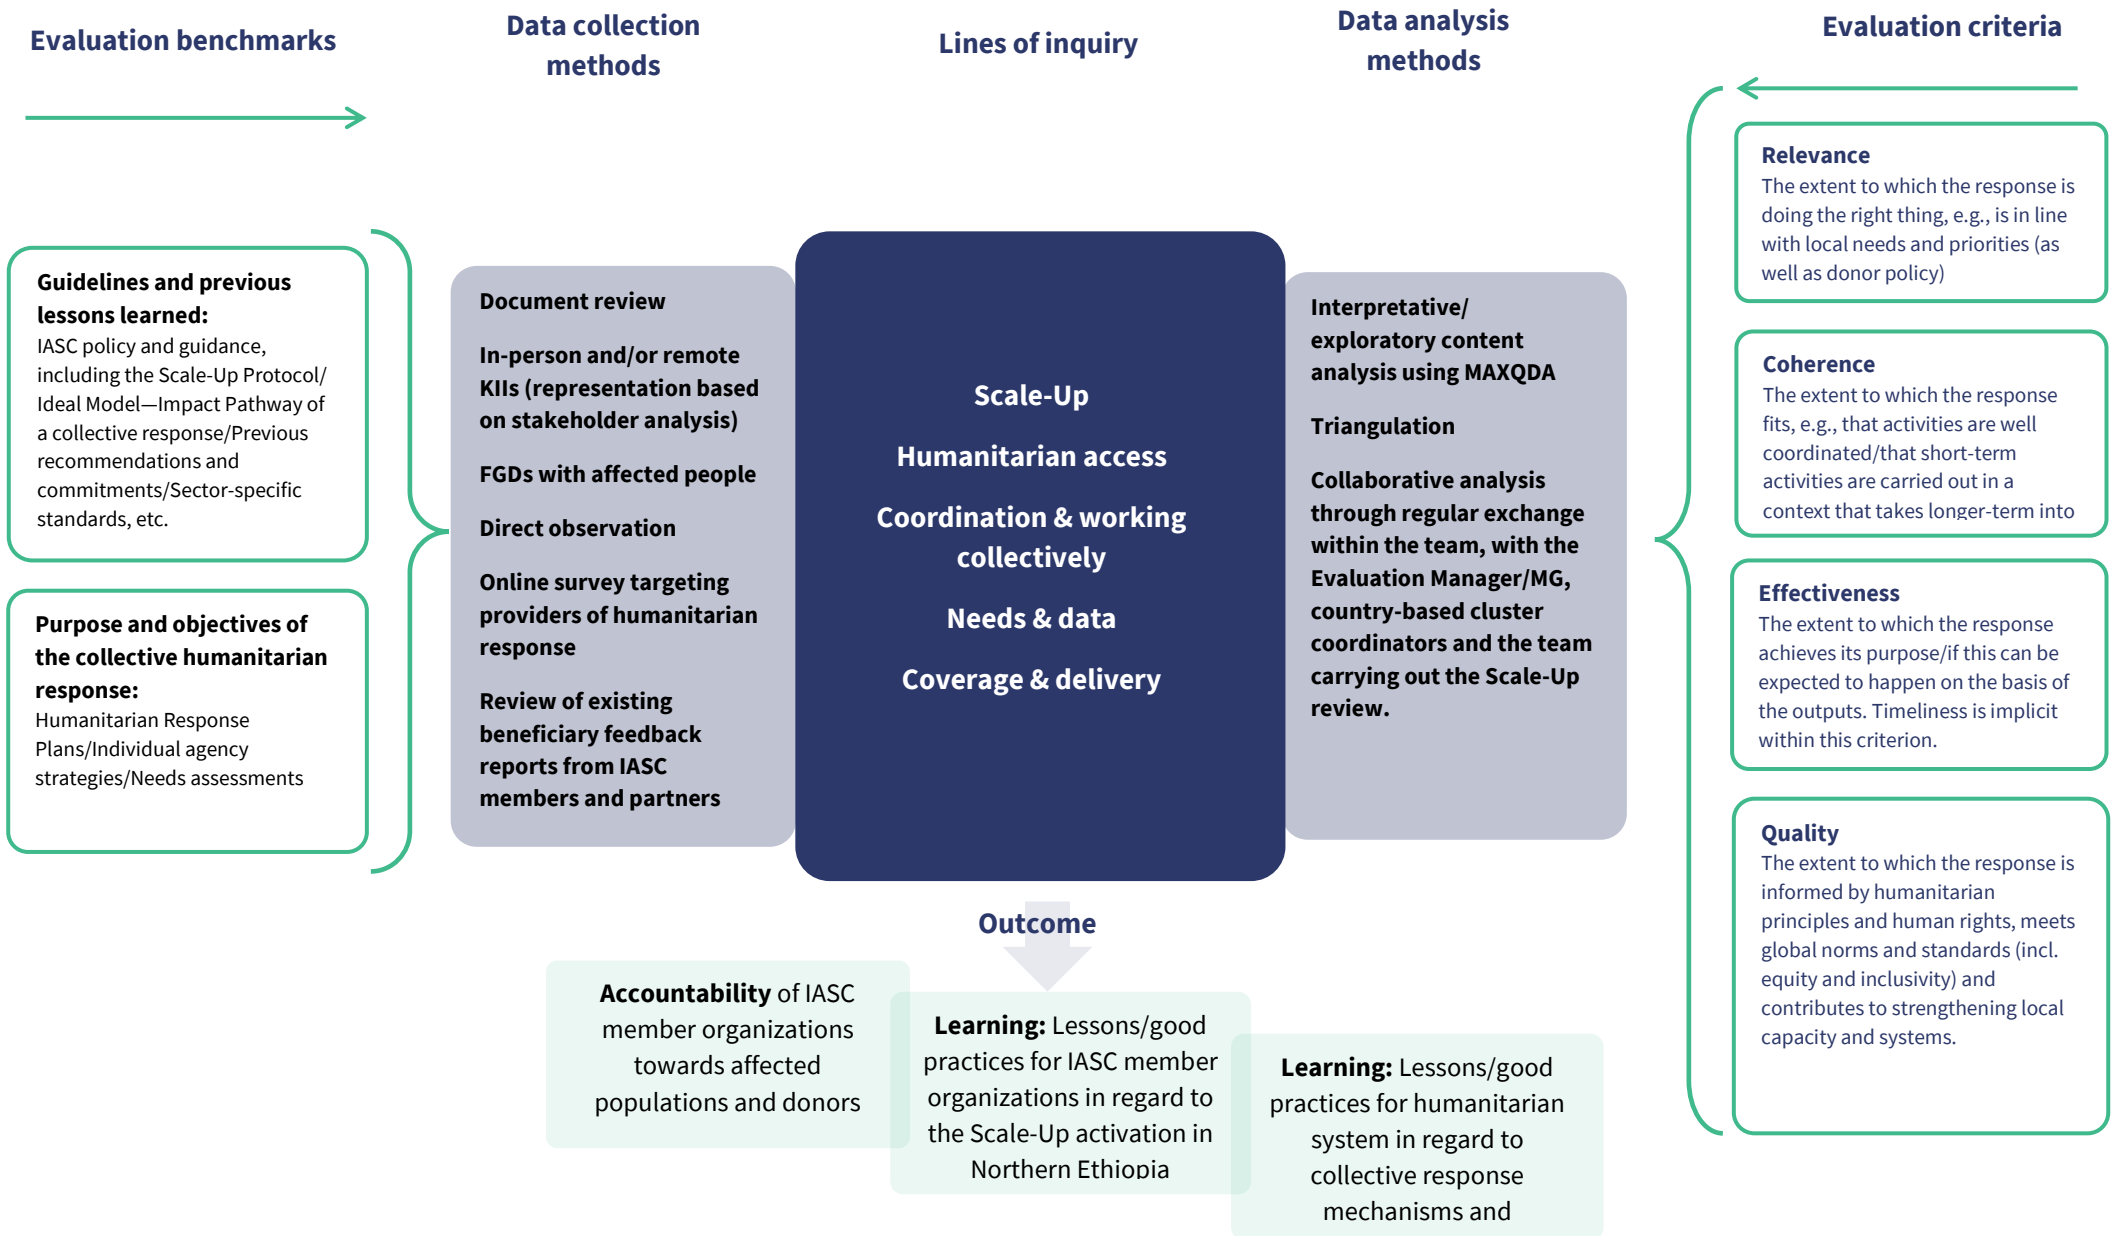 Evaluation benchmarks
Data collection
methods
Lines of inquiry
Data analysis
methods
Evaluation criteria
Guidelines and previous
lessons learned:
IASC policy and guidance,
including the Scale-Up Protocol/
Ideal Model—Impact Pathway of
a collective response/Previous
recommendations and
commitments/Sector-specific
standards, etc.
Purpose and objectives of
the collective humanitarian
response:
Humanitarian Response
Plans/Individual agency
strategies/Needs assessments
Document review
In-person and/or remote
KIIs (representation based
on stakeholder analysis)
FGDs with affected people
Direct observation
Online survey targeting
providers of humanitarian
response
Review of existing
beneficiary feedback
reports from IASC
members and partners
Scale-Up
Humanitarian access
Coordination & working
collectively
Needs & data
Coverage & delivery
Interpretative/
exploratory content
analysis using MAXQDA
Triangulation
Collaborative analysis
through regular exchange
within the team, with the
Evaluation Manager/MG,
country-based cluster
coordinators and the team
carrying out the Scale-Up
review.
Relevance
The extent to which the response is
doing the right thing, e.g., is in line
with local needs and priorities (as
well as donor policy)
Coherence
The extent to which the response
fits, e.g., that activities are well
coordinated/that short-term
activities are carried out in a
context that takes longer-term into
Effectiveness
The extent to which the response
achieves its purpose/if this can be
expected to happen on the basis of
the outputs. Timeliness is implicit
within this criterion.
Quality
The extent to which the response is
informed by humanitarian
principles and human rights, meets
global norms and standards (incl.
equity and inclusivity) and
contributes to strengthening local
capacity and systems.
Outcome
Accountability of IASC
member organizations
towards affected
populations and donors
Learning: Lessons/good
practices for IASC member
organizations in regard to
the Scale-Up activation in
Northern Ethiopia
Learning: Lessons/good
practices for humanitarian
system in regard to
collective response
mechanisms and